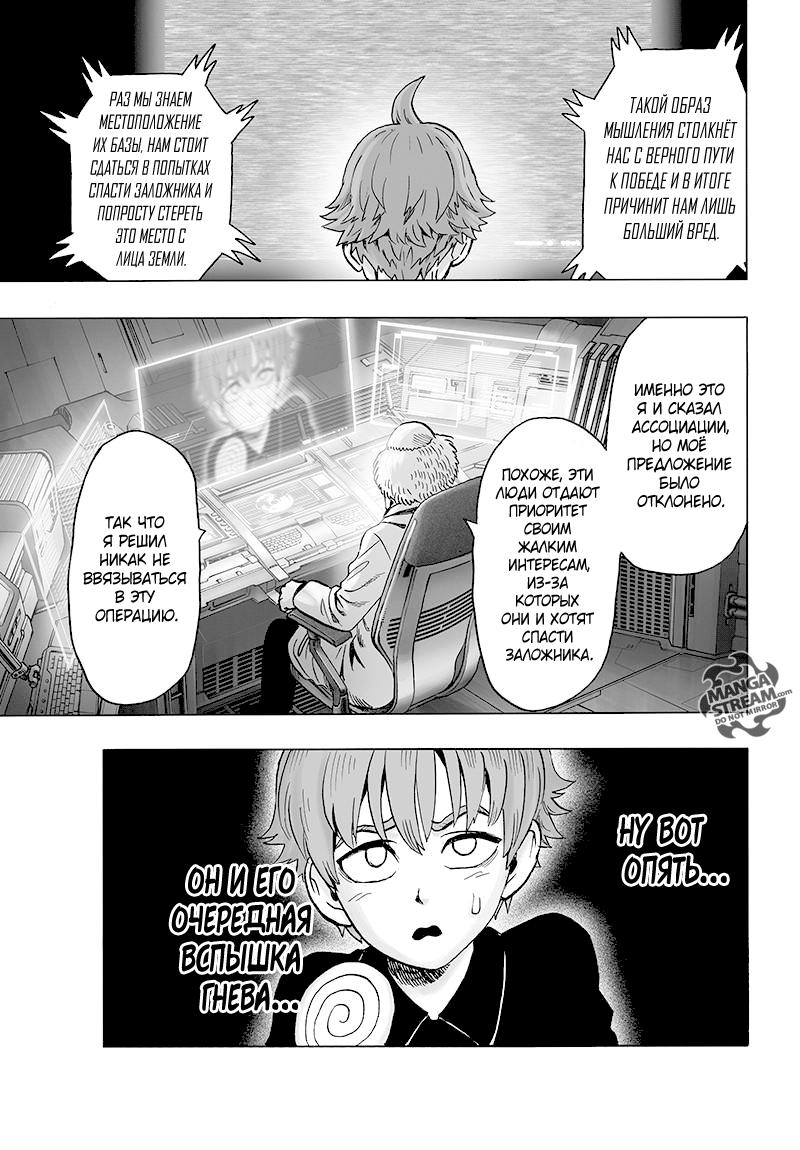 ТАКОЙ ОБРАЗ
МЫШЛЕНИЯ СТОЛКНЁТ
НАС С ВЕРНОГО ПУТИ
К ПОБЕДЕ И В ИТОГЕ
ПРИЧИНИТ НАМ ЛИШЬ
БОЛЬШИЙ ВРЕД.
РАЗ МЫ ЗНАЕМ
МЕСТОПОЛОЖЕНИЕ
ИХ БАЗЫ, НАМ СТОИТ
СДАТЬСЯ В ПОПЫТКАХ
СПАСТИ ЗАЛОЖНИКА И
ПОПРОСТУ СТЕРЕТЬ
ЭТО МЕСТО С
ЛИЦА ЗЕМЛИ.
ИМЕННО ЭТО
Я И СКАЗАЛ
АССОЦИАЦИИ,
НО МОЁ
ПРЕДЛОЖЕНИЕ
БЫЛО
ОТКЛОНЕНО.
ПОХОЖЕ, ЭТИ
ЛЮДИ ОТДАЮТ
ПРИОРИТЕТ
СВОИМ
ЖАЛКИМ
ИНТЕРЕСАМ,
ИЗ-ЗА
КОТОРЫХ
ОНИ И ХОТЯТ
СПАСТИ
ЗАЛОЖНИКА.
ТАК ЧТО
Я РЕШИЛ
НИКАК НЕ
ВВЯЗЫВАТЬСЯ
В ЭТУ
ОПЕРАЦИЮ.
MANGA
STREAM.com
DO NOT MIRROR
НУ ВОТ
ОПЯТЬ...
ОН И ЕГО
ОЧЕРЕДНАЯ
ВСПЫШКА
ГНЕВА...